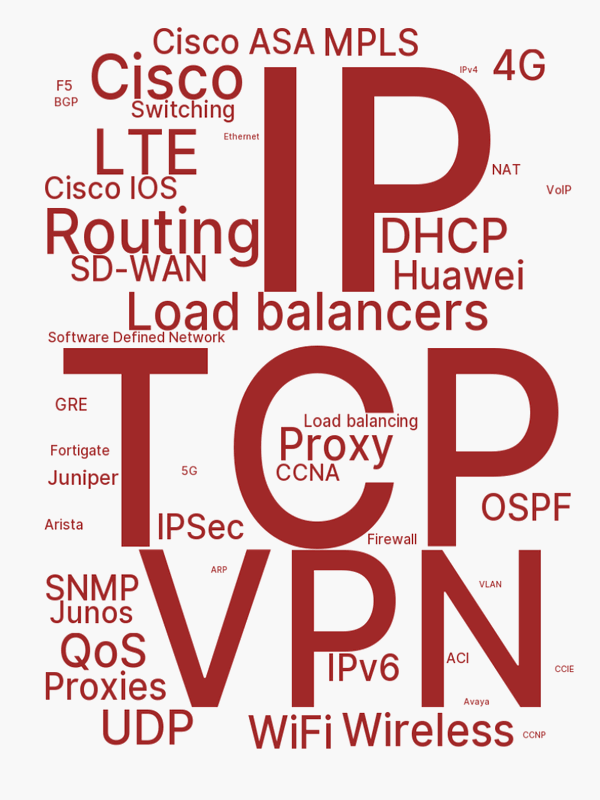 Cisco ASA MPLS
IPv4
4G
Cisco
IP
F5
BGP
Switching
Ethernet
LTE
NAT
Cisco IOS
VoIP
Routing
DHCP
SD-WAN
Huawei
Load balancers
Software Defined Network
TCP
GRE
Load balancing
Proxy
Fortigate
5G
CCNA
Juniper
OSPF
Arista
IPSec
Firewall
VPN
ARP
SNMP
VLAN
Junos
QoS
IPv6
ACI
CCIE
Proxies
Avaya
UDP
WiFi
Wireless
CCNP